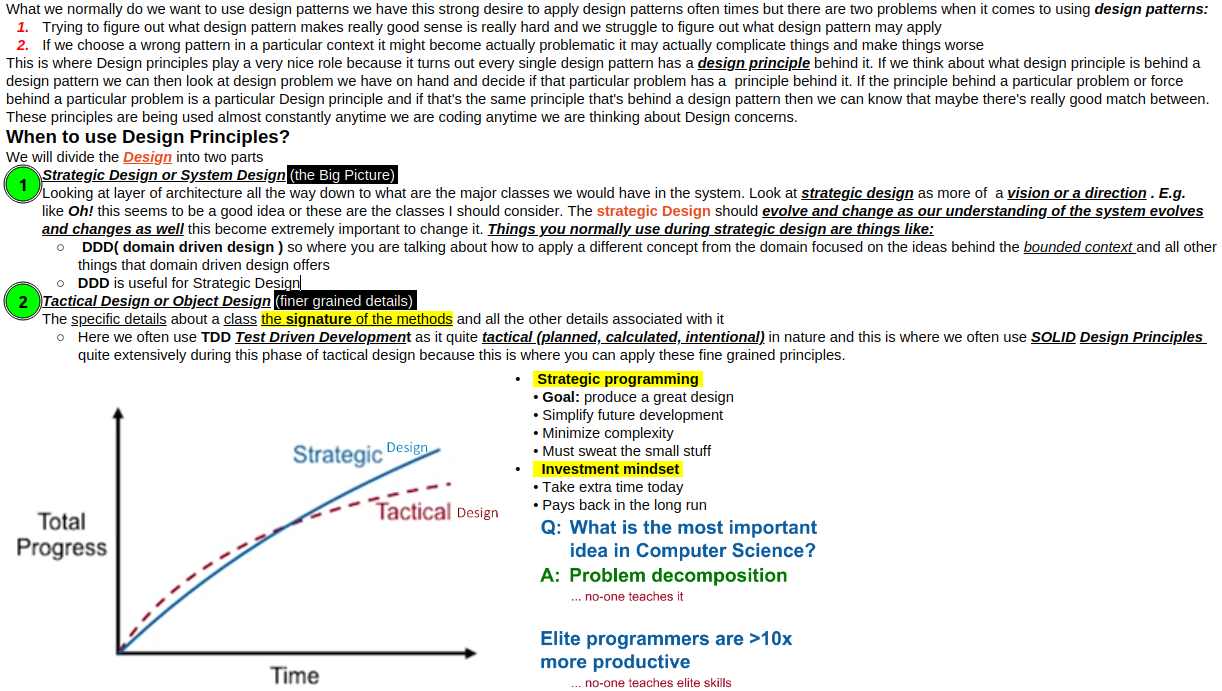 What we normally do we want to use design patterns we have this strong desire to apply design patterns often times but there are two problems when it comes to using design patterns:
1. Trying to figure out what design pattern makes really good sense is really hard and we struggle to figure out what design pattern may apply
2. If we choose a wrong pattern in a particular context it might become actually problematic it may actually complicate things and make things worse
This is where Design principles play a very nice role because it turns out every single design pattern has a design principle behind it. If we think about what design principle is behind a
design pattern we can then look at design problem we have on hand and decide if that particular problem has a principle behind it. If the principle behind a particular problem or force
behind a particular problem is a particular Design principle and if that's the same principle that's behind a design pattern then we can know that maybe there's really good match between.
These principles are being used almost constantly anytime we are coding anytime we are thinking about Design concerns.
When to use Design Principles?
We will divide the Design into two parts
1 Strategic Design or System Design (the Big Picture)
Looking at layer of architecture all the way down to what are the major classes we would have in the system. Look at strategic design as more of a vision or a direction . E.g.
like Oh! this seems to be a good idea or these are the classes I should consider. The strategic Design should evolve and change as our understanding of the system evolves
and changes as well this become extremely important to change it. Things you normally use during strategic design are things like:
○ DDD( domain driven design ) so where you are talking about how to apply a different concept from the domain focused on the ideas behind the bounded context and all other
things that domain driven design offers
○ DDD is useful for Strategic Design
2 Tactical Design or Object Design (finer grained details)
The specific details about a class the signature of the methods and all the other details associated with it
○ Here we often use TDD Test Driven Development as it quite tactical (planned, calculated, intentional) in nature and this is where we often use SOLID Design Principles
quite extensively during this phase of tactical design because this is where you can apply these fine grained principles.
Total
Progress
Strategic Design
Tactical Design
Time
• Strategic programming
• Goal: produce a great design
• Simplify future development
• Minimize complexity
• Must sweat the small stuff
• Investment mindset
• Take extra time today
• Pays back in the long run
Q: What is the most important
idea in Computer Science?
A: Problem decomposition
... no-one teaches it
Elite programmers are >10x
more productive
... no-one teaches elite skills